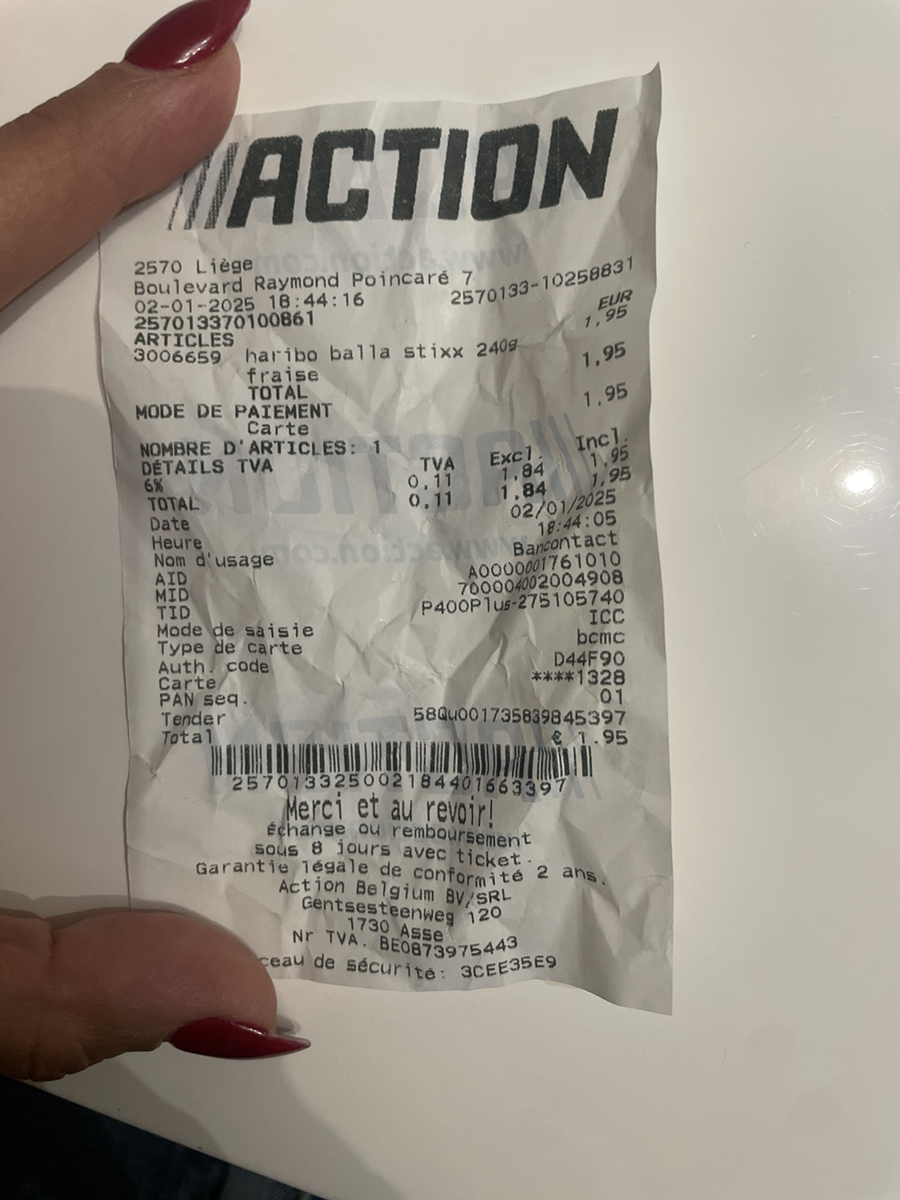 ACTION
2570 Liège
Boulevard Raymond Poincaré 7
02-01-2025 18:44:16 2570133-10258831
257013370100861 EUR
ARTICLES 1,95
3006659 haribo balla stixx 240g
fraise 1,95
TOTAL
MODE DE PAIEMENT 1,95
Carte
NOMBRE D'ARTICLES: 1
DÉTAILS TVA TVA Excl. Incl.
6% 0,11 1,84 1,95
TOTAL 0,11 1,84 1,95
Date 02/01/2025
Heure 18:44:05
Nom d'usage Bancontact
AID A0000001761010
MID 700004002004908
TID P400Plus-275105740
Mode de saisie ICC
Type de carte bcmc
Auth. code D44F90
Carte ****1328
PAN seq. 01
Tender 58Qu001735839845397
Total € 1.95
257013325002184401663397
Merci et au revoir!
Échange ou remboursement
sous 8 jours avec ticket.
Garantie légale de conformité 2 ans.
Action Belgium BV/SRL
Gentsesteenweg 120
1730 Asse
Nr TVA. BE0873975443
ceau de sécurité: 3CEE35E9